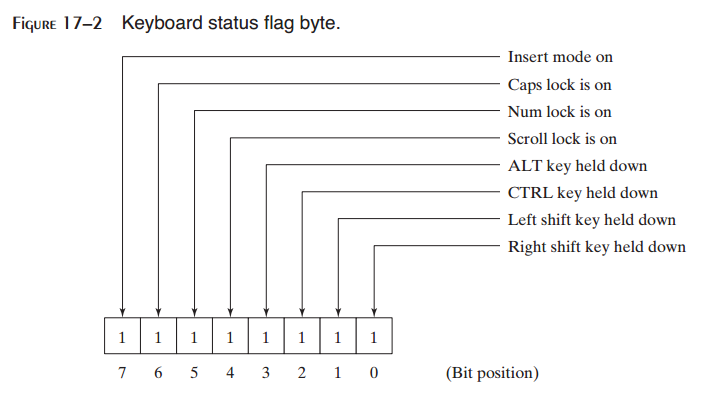 FIGURE 17–2 Keyboard status flag byte.
Insert mode on
Caps lock is on
Num lock is on
Scroll lock is on
ALT key held down
CTRL key held down
Left shift key held down
Right shift key held down
1 1 1 1 1 1 1 1
7 6 5 4 3 2 1 0 (Bit position)